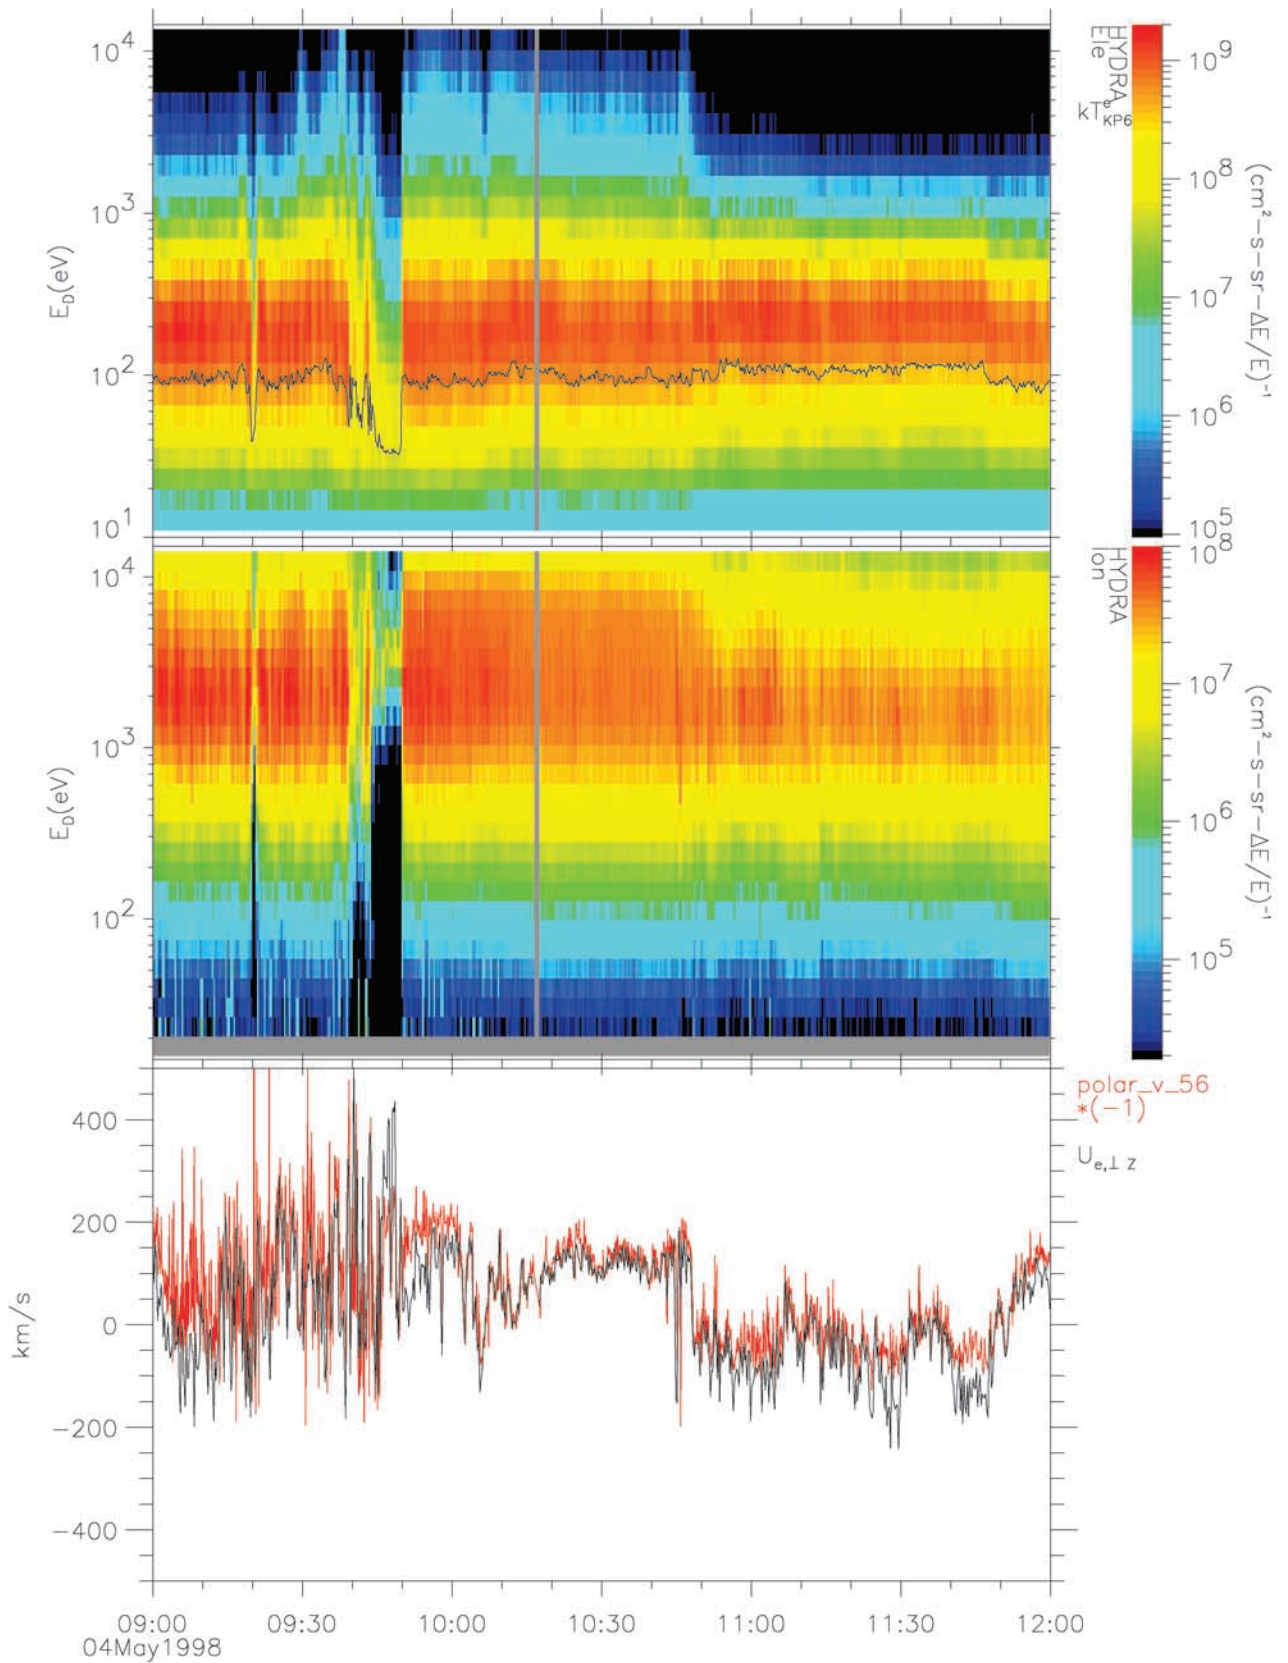 10⁴
10³
10²
10¹
E_D(eV)
HYDRA
Ele
kTᵉ_KP6
10⁹
10⁸
10⁷
10⁶
10⁵
(cm²-s-sr-ΔE/E)⁻¹
10⁴
10³
10²
E_D(eV)
HYDRA
Ion
10⁸
10⁷
10⁶
10⁵
(cm²-s-sr-ΔE/E)⁻¹
400
200
0
-200
-400
km/s
polar_v_56
*(-1)
U_e,⊥ Z
09:00 09:30 10:00 10:30 11:00 11:30 12:00
04May1998